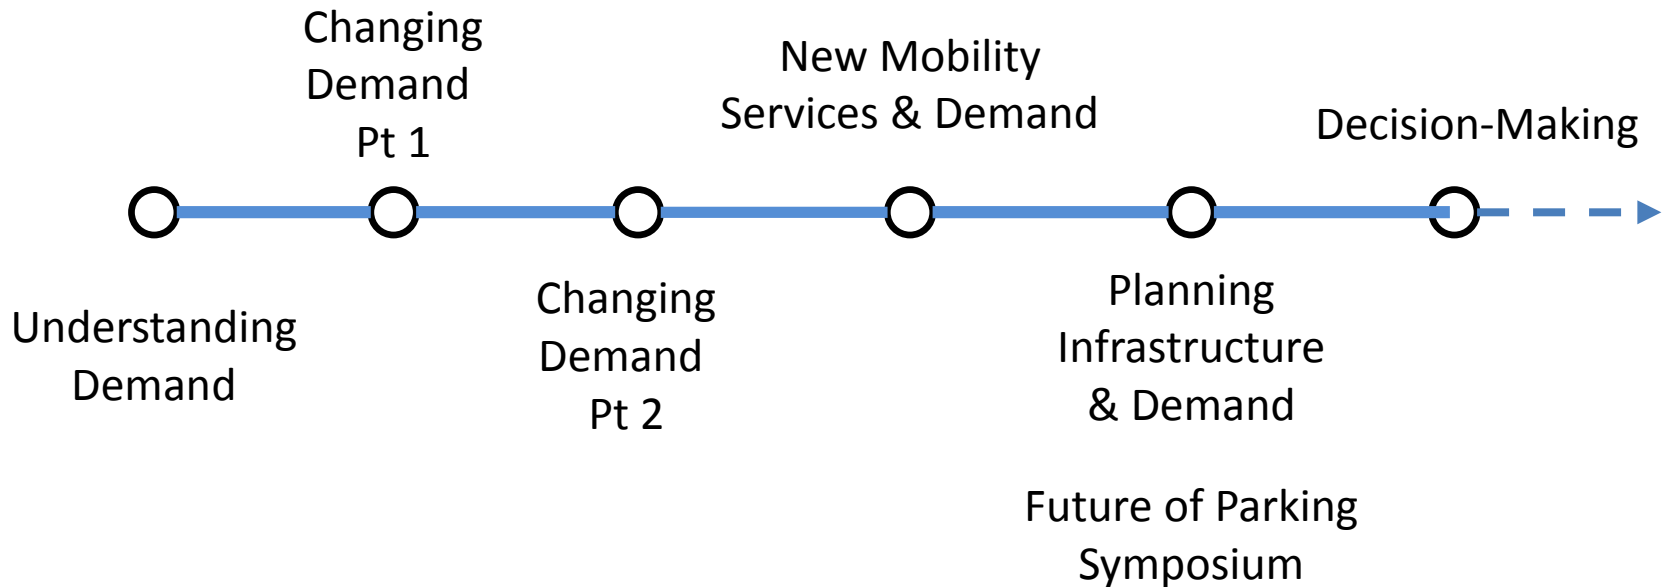 Changing
Demand
Pt 1
New Mobility
Services & Demand
Decision-Making
Understanding
Demand
Changing
Demand
Pt 2
Planning
Infrastructure
& Demand
Future of Parking
Symposium